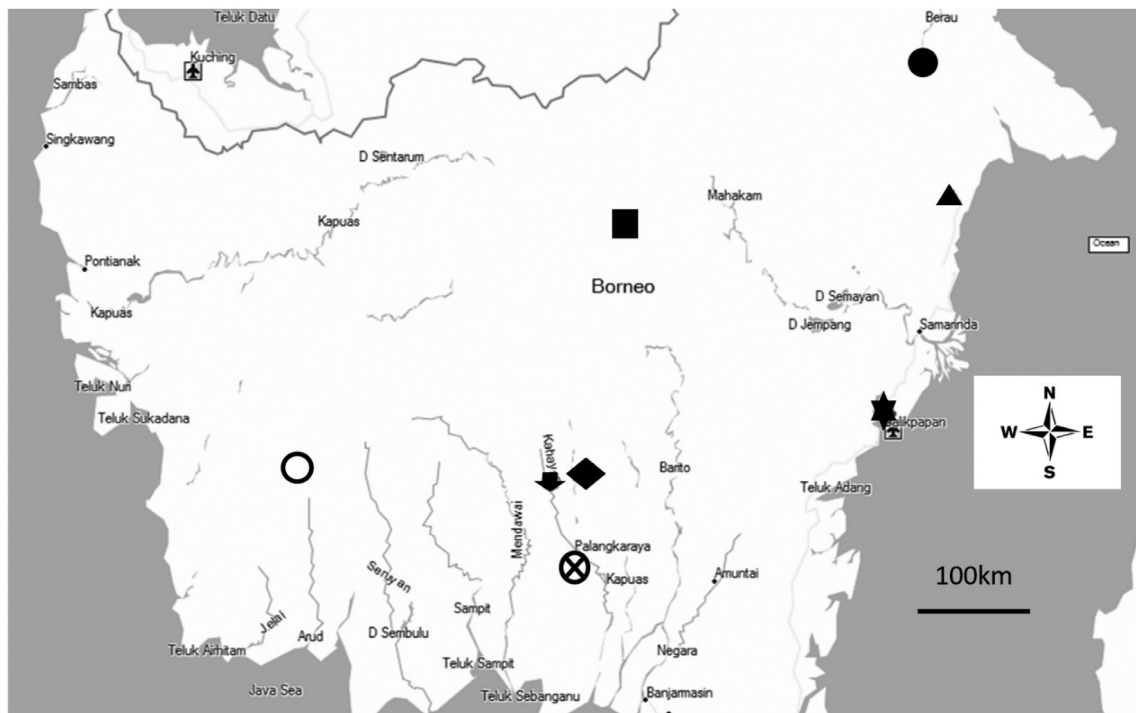 Teluk Datu
Berau
Kuching
Sambas
Singkawang
D Sentarum
Mahakam
Kapuas
Ocean
Pontianak
Borneo
D Semayan
Kapuas
D Jempang
Samarinda
Teluk Nuri
N
Teluk Sukadana
W
E
S
Barito
Teluk Adang
Mendawai
Palangkaraya
Seruyan
Kapuas
Amuntai
100km
Sampit
Jelai
Arud
D Sembulu
Teluk Airhitam
Negara
Teluk Sampit
Java Sea
Teluk Sebanganu
Banjarmasin